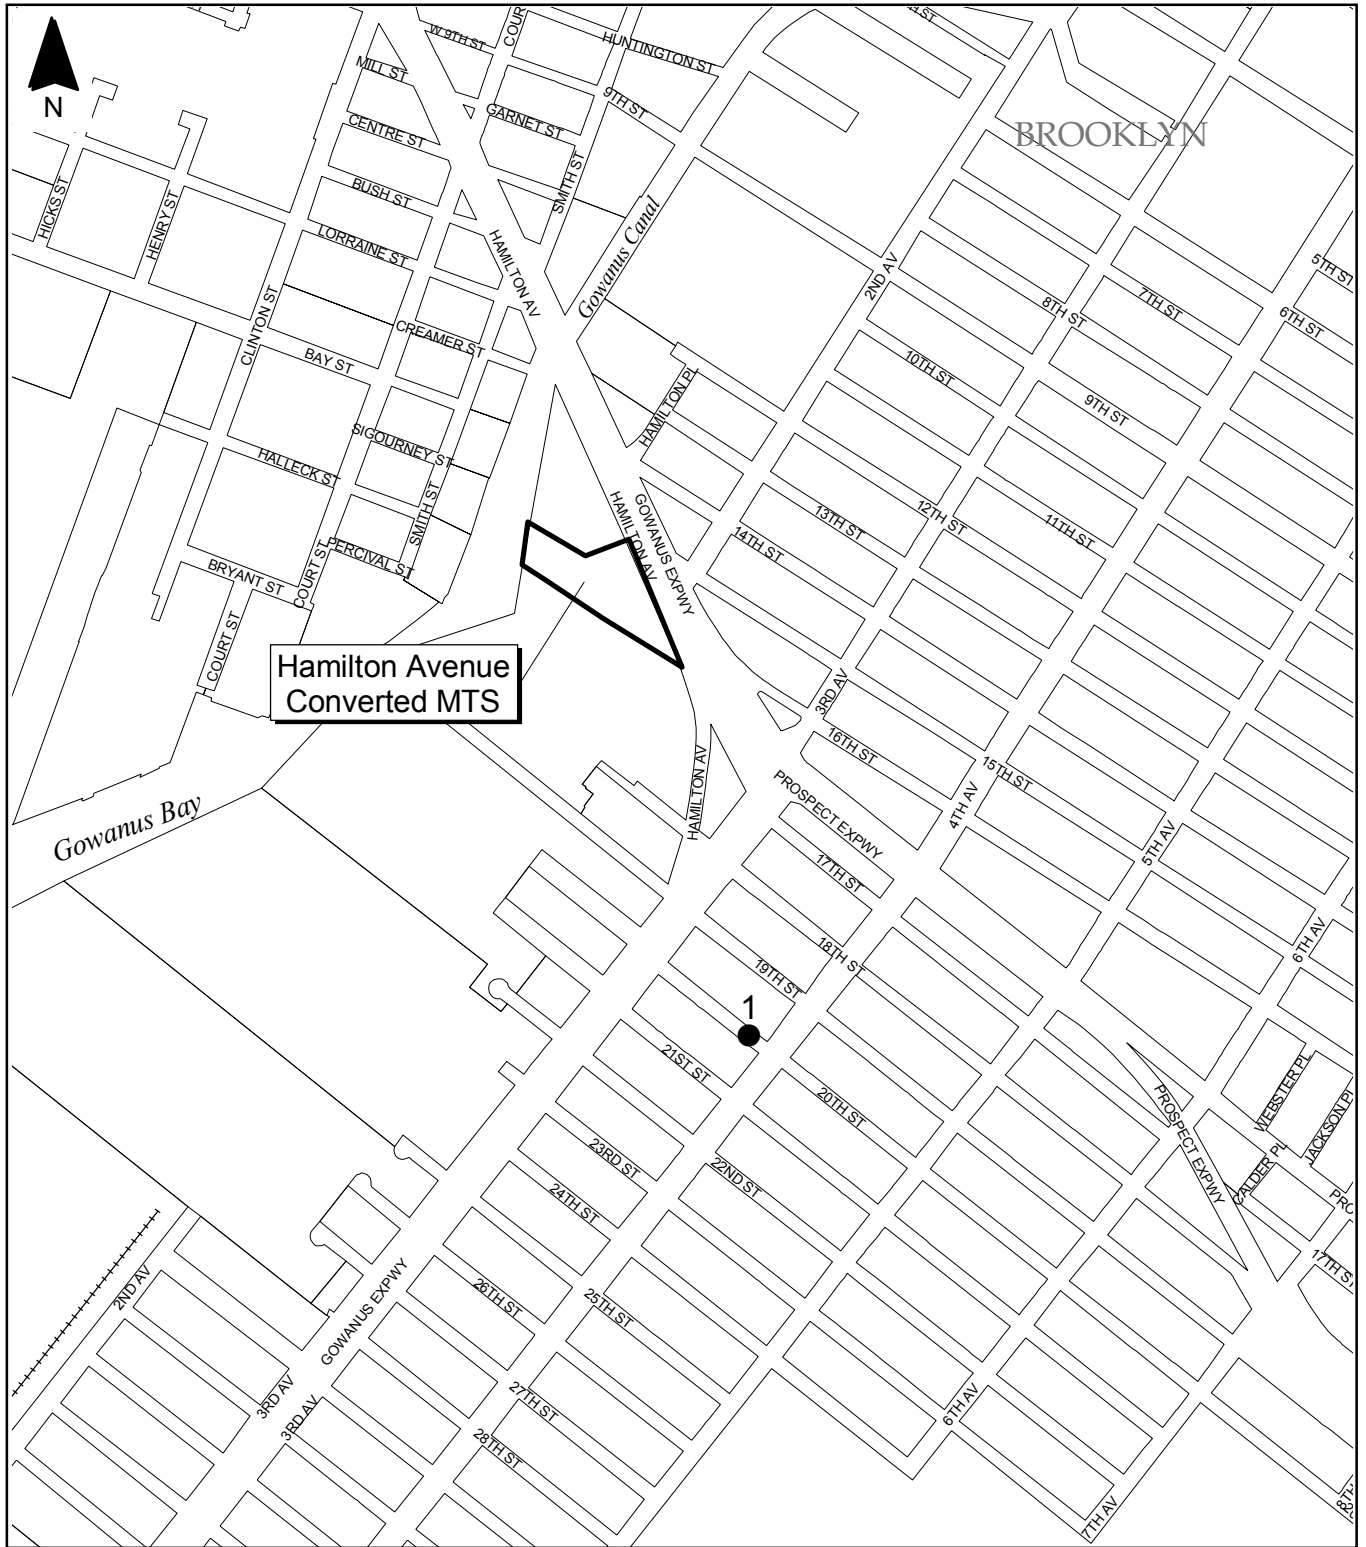 N
BROOKLYN
W 9TH ST
MILL ST
HUNTINGTON ST
9TH ST
GARNET ST
CENTRE ST
BUSH ST
SMITH ST
HICKS ST
HENRY ST
LORRAINE ST
HAMILTON AV
Gowanus Canal
2ND AV
5TH ST
7TH ST
6TH ST
8TH ST
CLINTON ST
CREAMER ST
BAY ST
10TH ST
9TH ST
HAMILTON PL
SIGOURNEY ST
HALLECK ST
SMITH ST
HAMILTON AV
GOWANUS EXPWY
13TH ST
12TH ST
11TH ST
14TH ST
PERCIVAL ST
BRYANT ST
COURT ST
COURT ST
Hamilton Avenue
Converted MTS
3RD AV
16TH ST
15TH ST
HAMILTON AV
PROSPECT EXPWY
4TH AV
5TH AV
Gowanus Bay
17TH ST
18TH ST
6TH AV
19TH ST
1
21ST ST
20TH ST
WEBSTER PL
JACKSON PL
PROSPECT EXPWY
CALDER PL
23RD ST
22ND ST
24TH ST
17TH ST
2ND AV
26TH ST
25TH ST
GOWANUS EXPWY
3RD AV
3RD AV
27TH ST
6TH AV
28TH ST
7TH AV